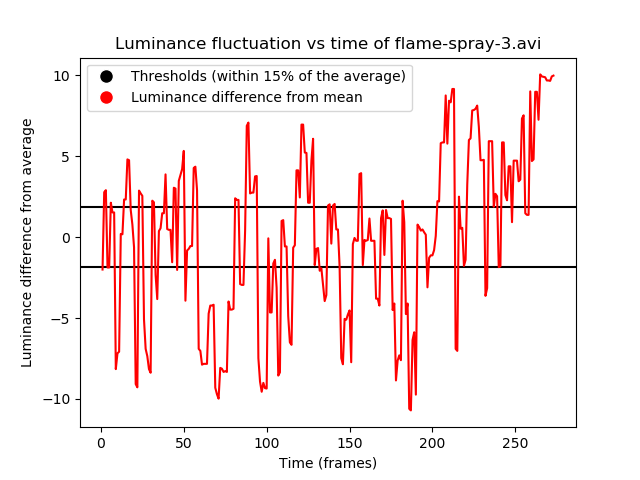 Luminance fluctuation vs time of flame-spray-3.avi
Thresholds (within 15% of the average)
Luminance difference from mean
Luminance difference from average
10
5
0
−5
−10
0 50 100 150 200 250
Time (frames)